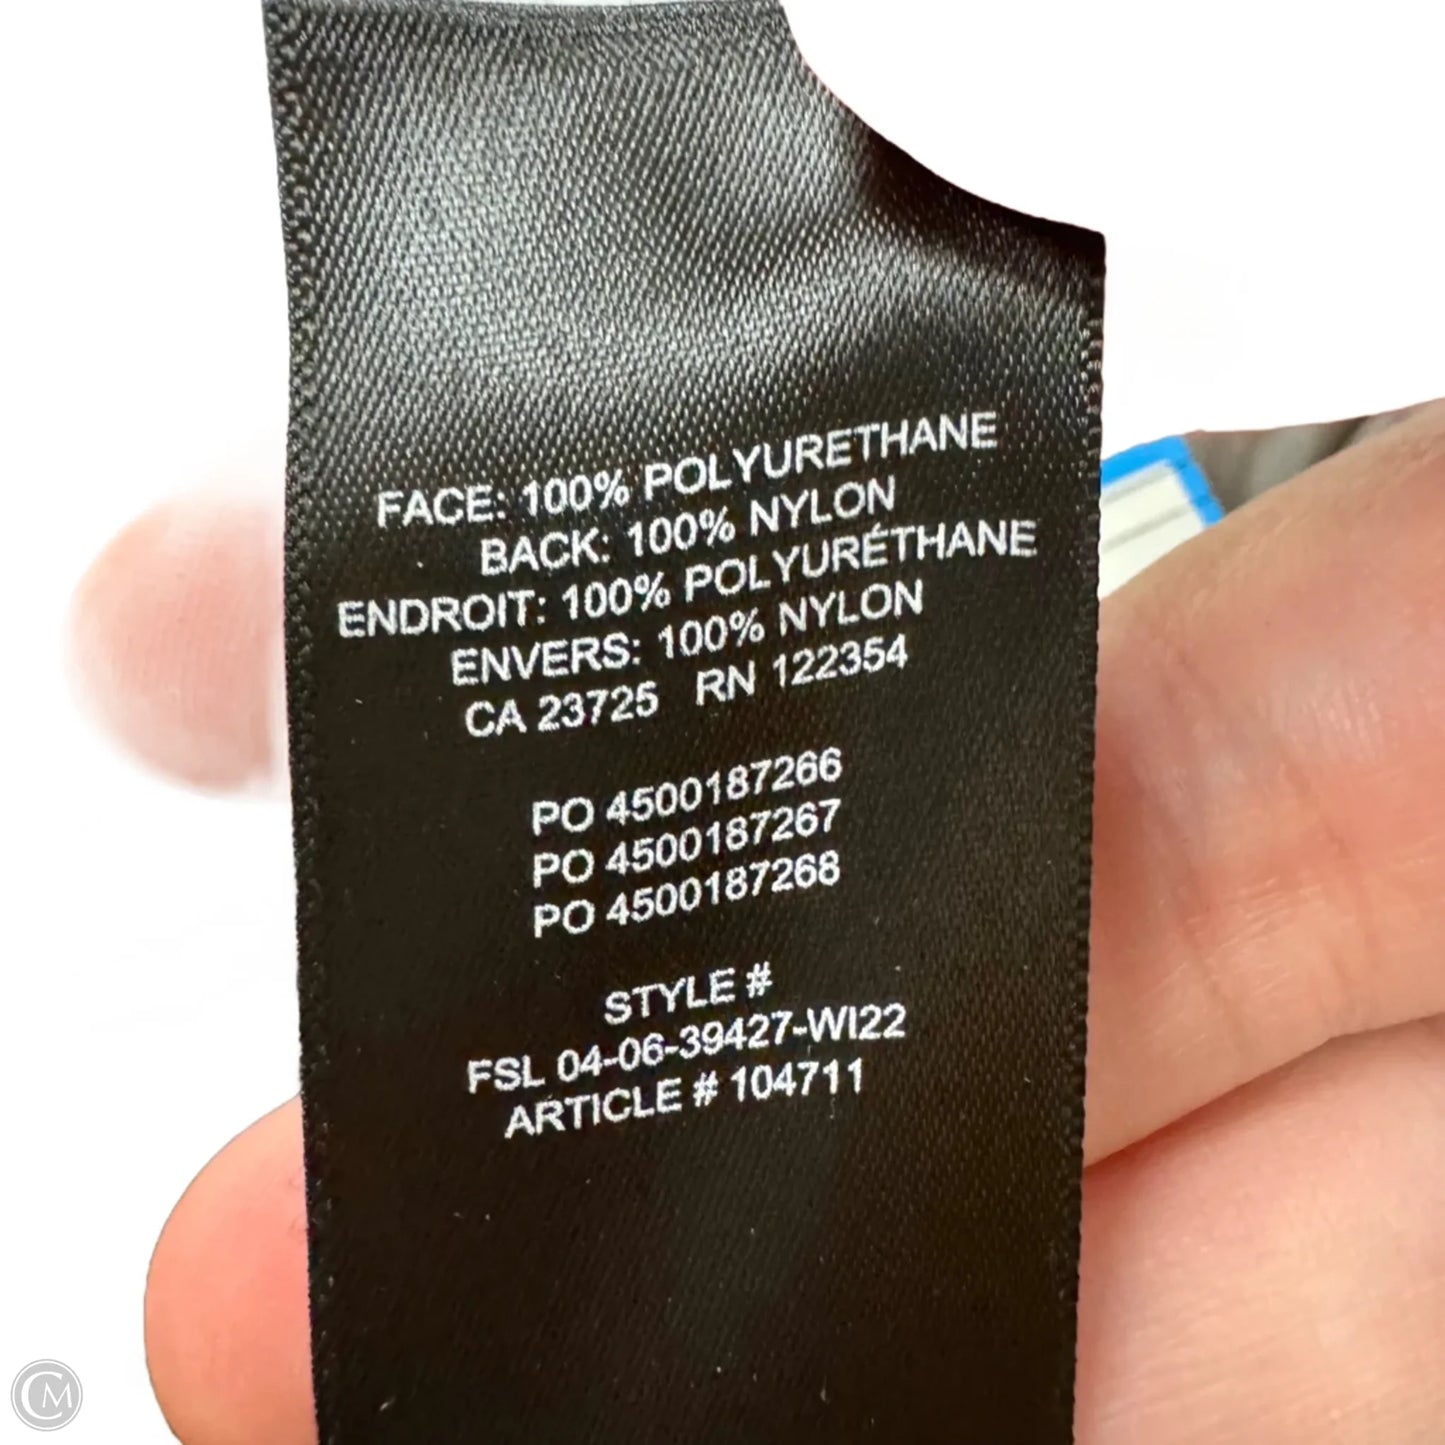 FACE: 100% POLYURETHANE
BACK: 100% NYLON
ENDROIT: 100% POLYURÉTHANE
ENVERS: 100% NYLON
CA 23725 RN 122354
PO 4500187266
PO 4500187267
PO 4500187268
STYLE #
FSL 04-06-39427-WI22
ARTICLE # 104711
CM